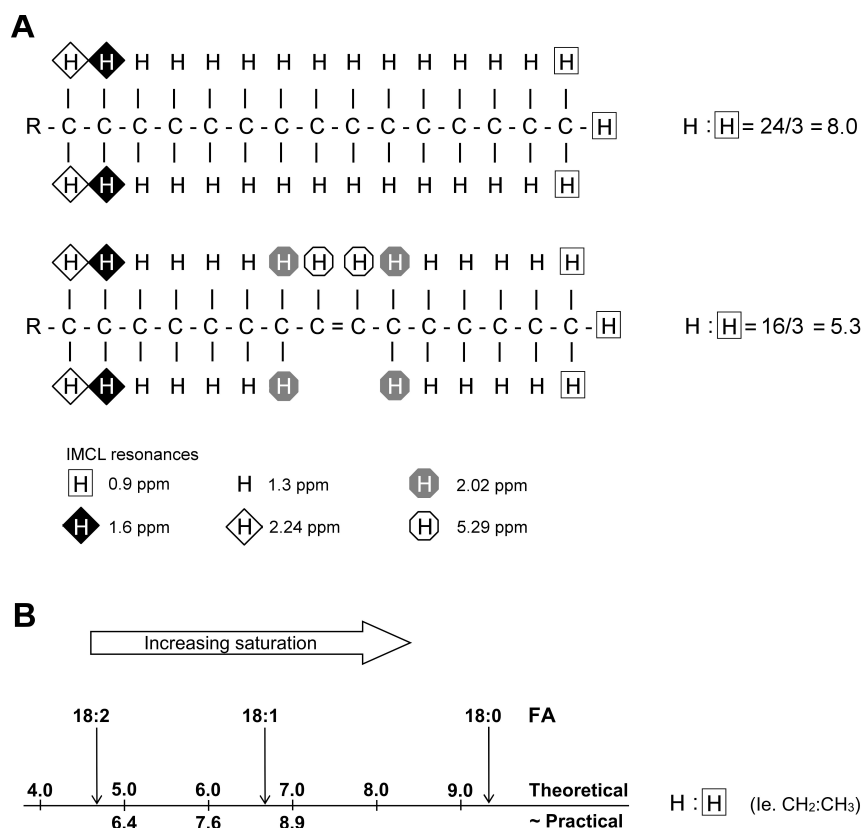 A
H H H H H H H H H H H H H H H
R - C - C - C - C - C - C - C - C - C - C - C - C - C - C - C - H
H : H = 24/3 = 8.0
H H H H H H H H H H H H H H H
H H H H H H H H H H H H H H H
R - C - C - C - C - C - C - C - C = C - C - C - C - C - C - C - H
H : H = 16/3 = 5.3
H H H H H H H H H H H H H
IMCL resonances
H 0.9 ppm H 1.3 ppm H 2.02 ppm
H 1.6 ppm H 2.24 ppm H 5.29 ppm
B
Increasing saturation
18:2 18:1 18:0 FA
4.0 5.0 6.0 7.0 8.0 9.0 Theoretical
H : H (Ie. CH₂:CH₃)
6.4 7.6 8.9 ~ Practical